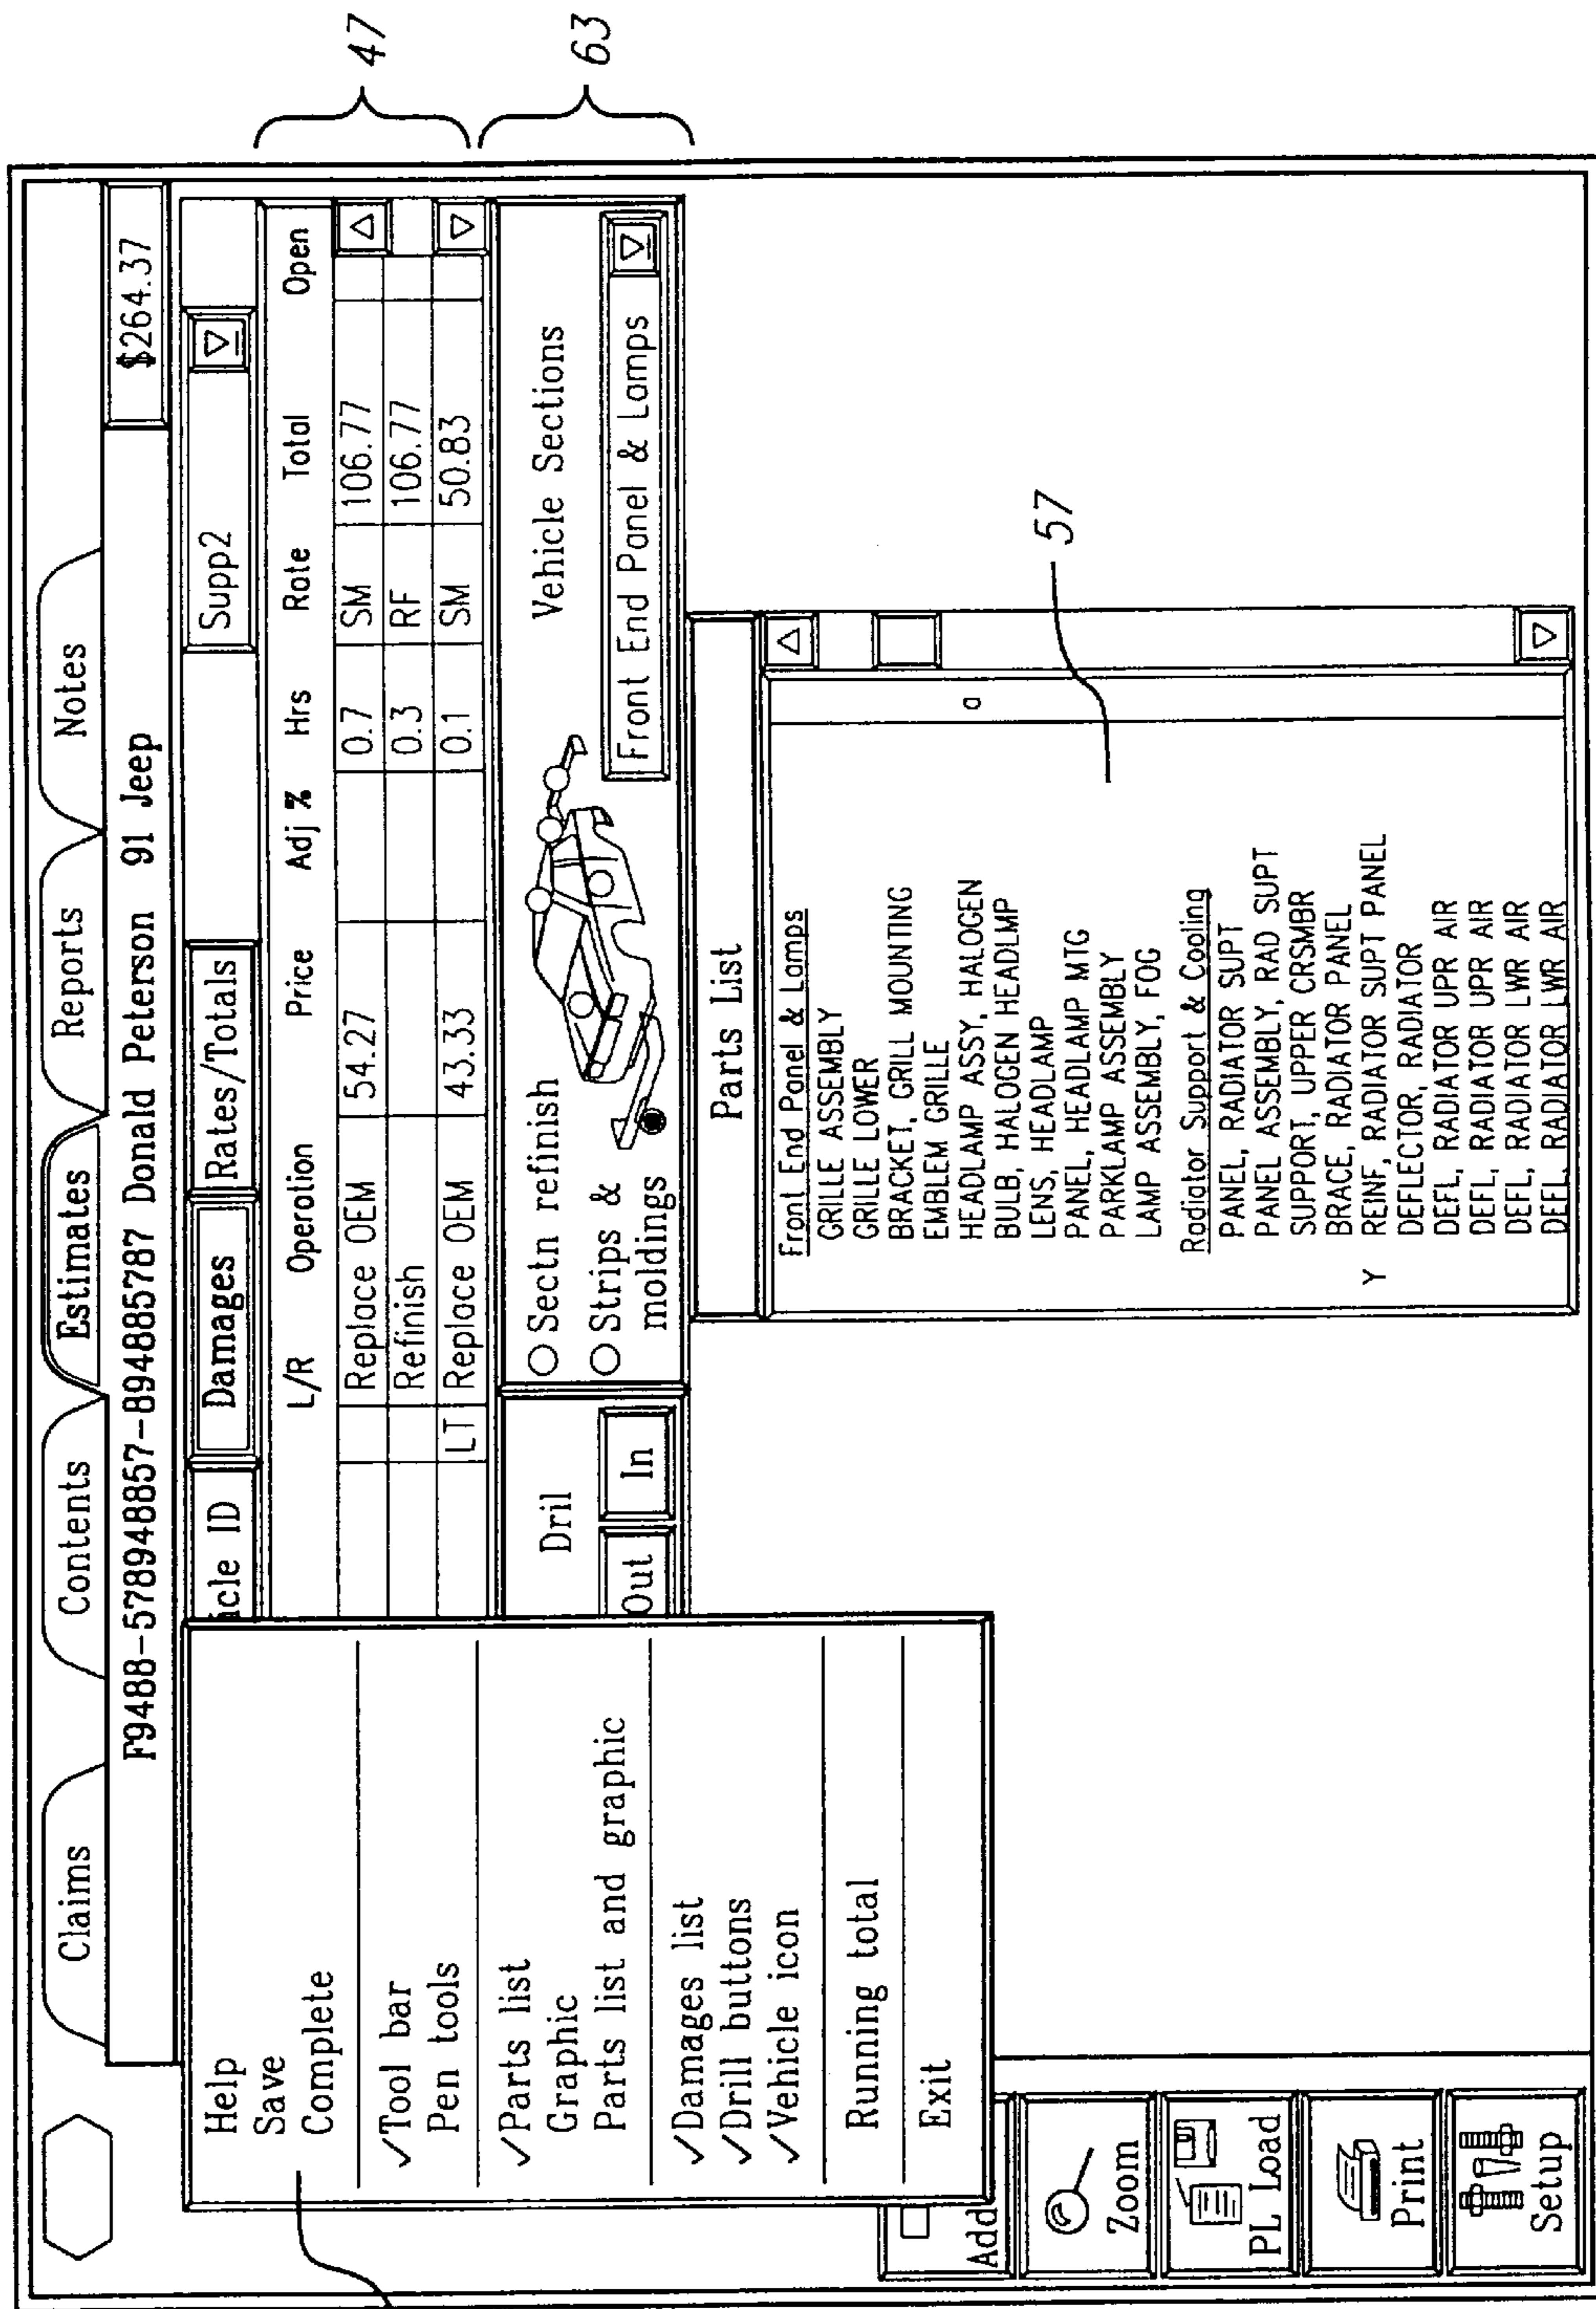 Claims Contents Estimates Reports Notes
F9488-578948857-89488578​7 Donald Peterson 91 Jeep $264.37
icle ID Damages Rates/Totals Supp2
L/R Operation Price Adj % Hrs Rate Total Open
Replace OEM 54.27 0.7 SM 106.77
Refinish 0.3 RF 106.77
LT Replace OEM 43.33 0.1 SM 50.83
47
Help
Save
Complete
✓Tool bar
Pen tools
✓Parts list
Graphic
Parts list and graphic
✓Damages list
✓Drill buttons
✓Vehicle icon
Running total
Exit
Dril
Out In
Sectn refinish
Strips &
moldings
Vehicle Sections
Front End Panel & Lamps
63
Parts List
Front End Panel & Lamps
GRILLE ASSEMBLY
GRILLE LOWER
BRACKET, GRILL MOUNTING
EMBLEM GRILLE
HEADLAMP ASSY, HALOGEN
BULB, HALOGEN HEADLMP
LENS, HEADLAMP
PANEL, HEADLAMP MTG
PARKLAMP ASSEMBLY
LAMP ASSEMBLY, FOG
Radiator Support & Cooling
PANEL, RADIATOR SUPT
PANEL ASSEMBLY, RAD SUPT
SUPPORT, UPPER CRSMBR
BRACE, RADIATOR PANEL
Y REINF, RADIATOR SUPT PANEL
DEFLECTOR, RADIATOR
DEFL, RADIATOR UPR AIR
DEFL, RADIATOR UPR AIR
DEFL, RADIATOR LWR AIR
DEFL, RADIATOR LWR AIR
a
57
Add
Zoom
PL Load
Print
Setup